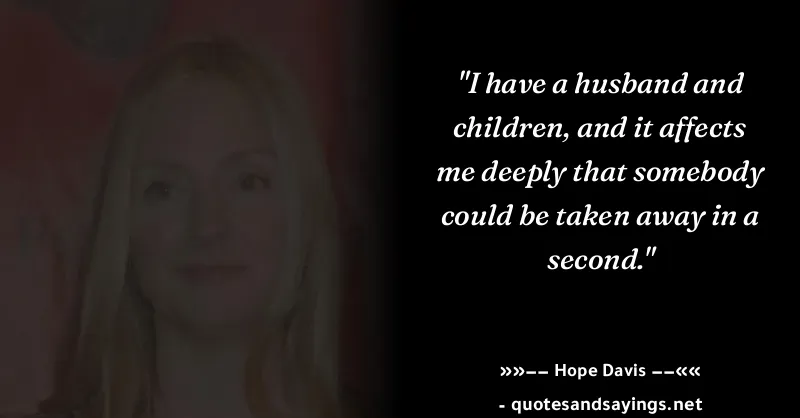 "I have a husband and
children, and it affects
me deeply that somebody
could be taken away in a
second."
»»−− Hope Davis −−««
- quotesandsayings.net